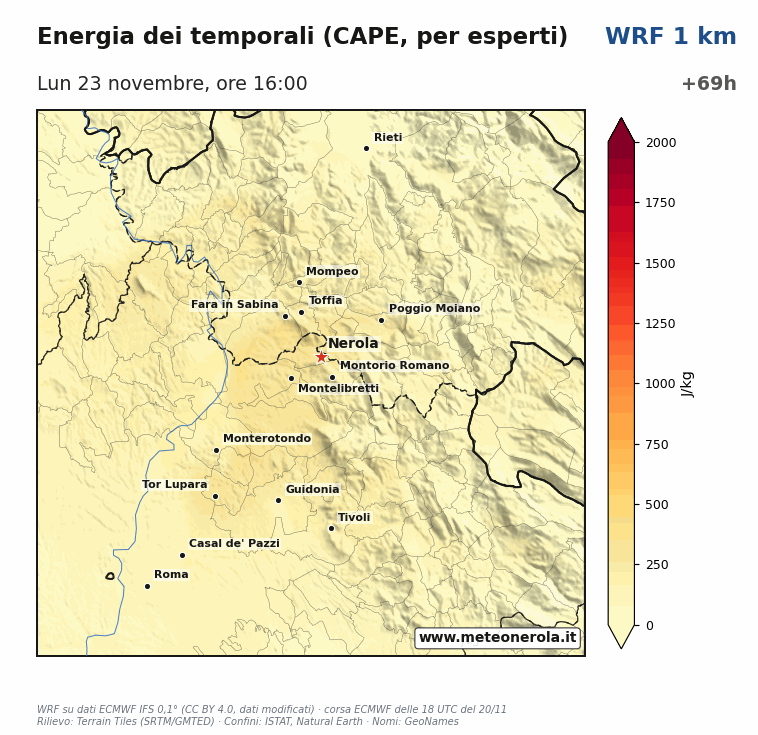 Energia dei temporali (CAPE, per esperti)
WRF 1 km
Lun 23 novembre, ore 16:00
+69h
Rieti
Mompeo
Toffia
Fara in Sabina
Poggio Moiano
Nerola
Montorio Romano
Montelibretti
Monterotondo
Tor Lupara
Guidonia
Tivoli
Casal de' Pazzi
Roma
www.meteonerola.it
2000
1750
1500
1250
1000
750
500
250
0
J/kg
WRF su dati ECMWF IFS 0,1° (CC BY 4.0, dati modificati) · corsa ECMWF delle 18 UTC del 20/11
Rilievo: Terrain Tiles (SRTM/GMTED) · Confini: ISTAT, Natural Earth · Nomi: GeoNames